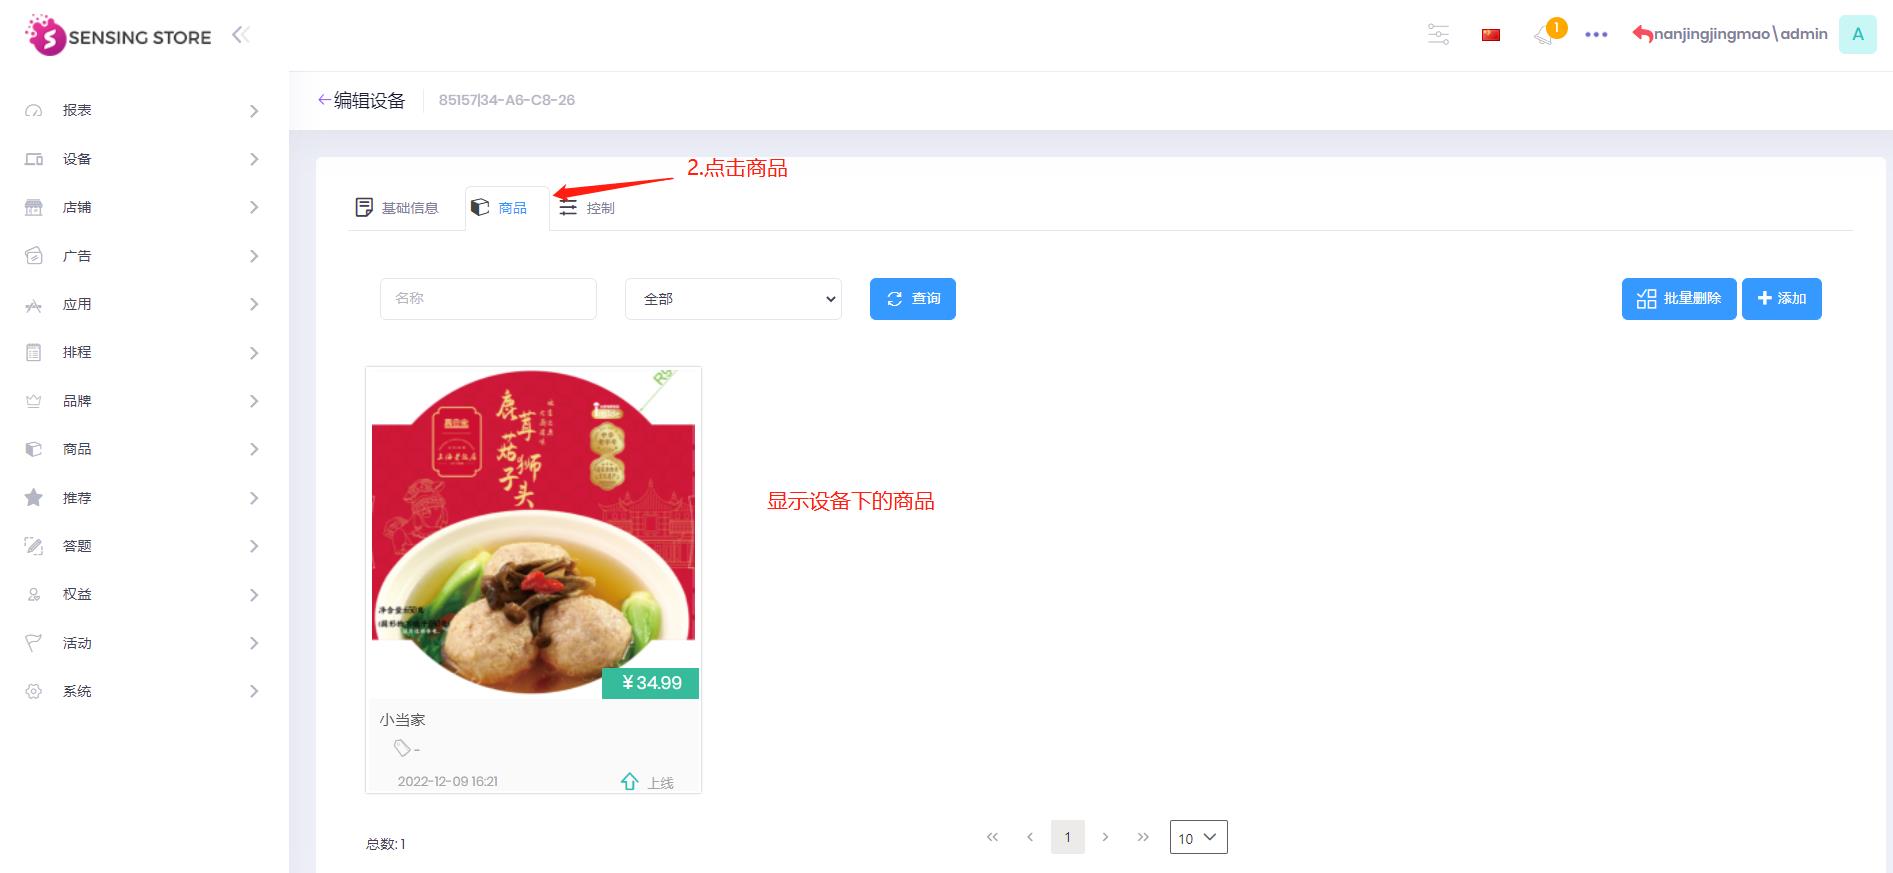 SENSING STORE
1
nanjingjingmao\admin
A
报表
设备
店铺
广告
应用
排程
品牌
商品
推荐
答题
权益
活动
系统
编辑设备
85157|34-A6-C8-26
2.点击商品
基础信息
商品
控制
名称
全部
查询
批量删除
添加
鹿茸菇子狮头
上海老饭店
显示设备下的商品
¥34.99
小当家
-
2022-12-09 16:21
上线
总数: 1
1
10